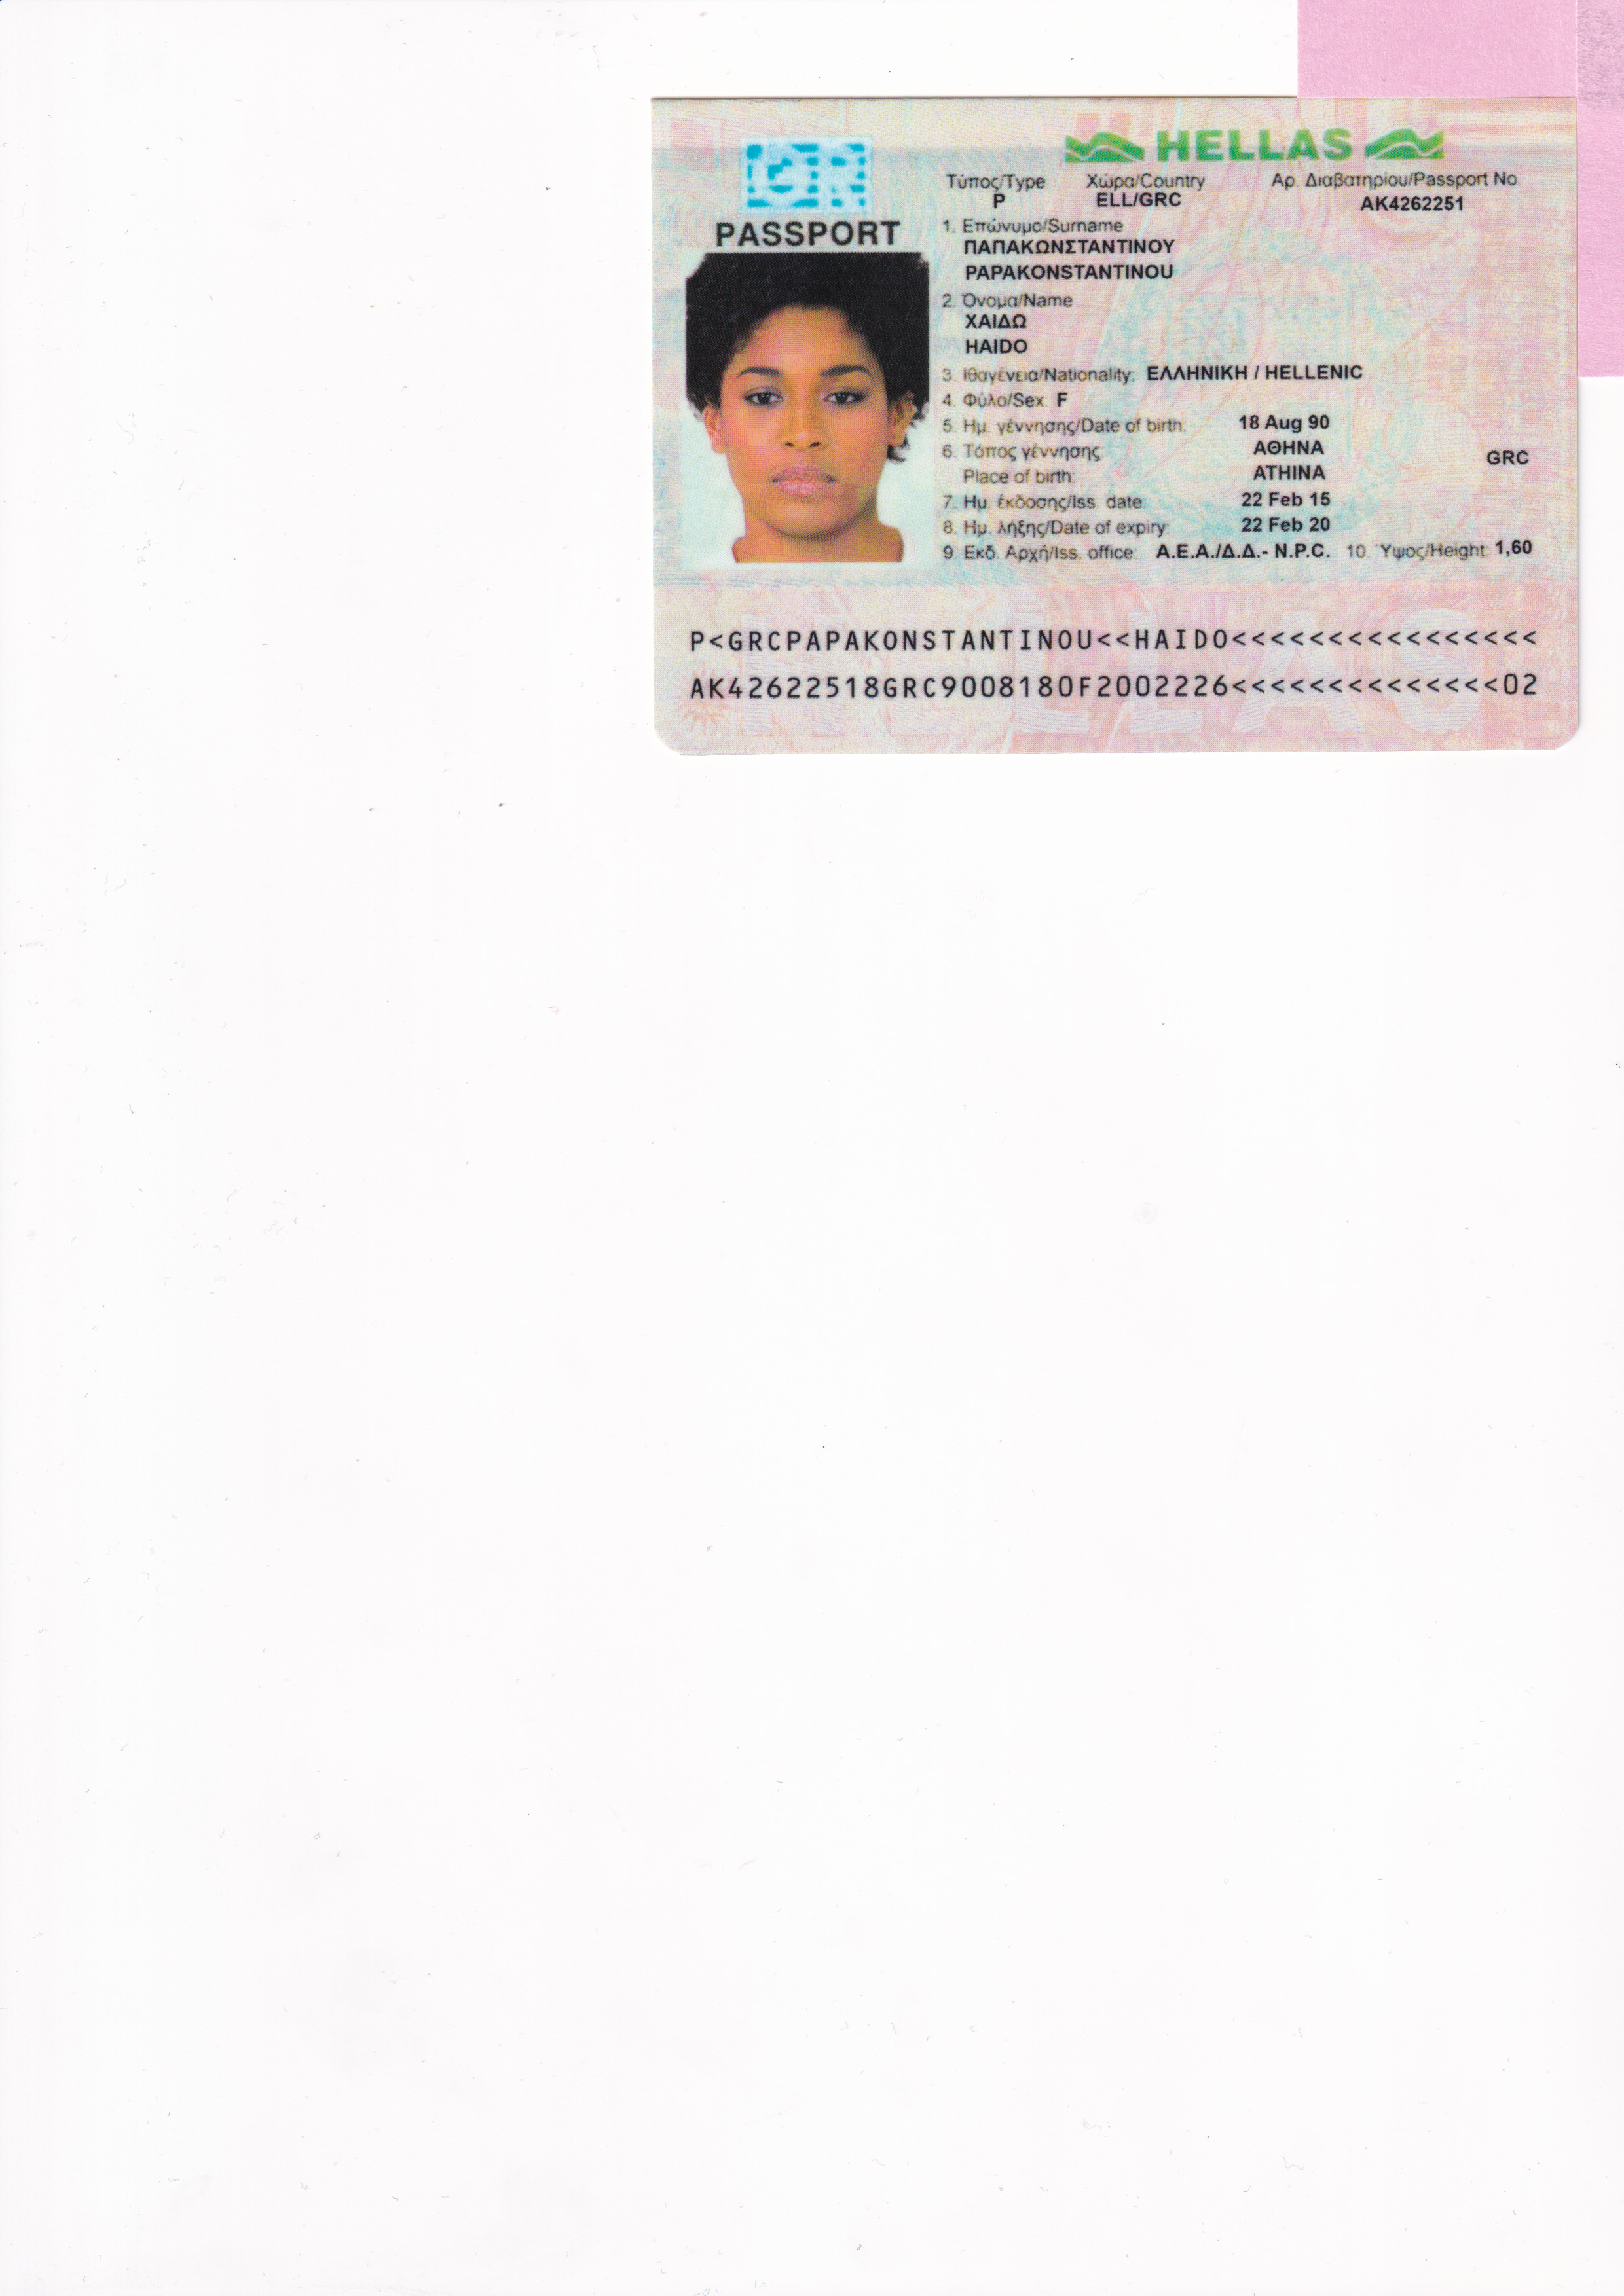 GR
HELLAS
PASSPORT
Τύπος/Type Χώρα/Country Αρ. Διαβατηρίου/Passport No
P ELL/GRC AK4262251
1. Επώνυμο/Surname
ΠΑΠΑΚΩΝΣΤΑΝΤΙΝΟΥ
PAPAKONSTANTINOU
2. Όνομα/Name
ΧΑΙΔΩ
HAIDO
3. Ιθαγένεια/Nationality: ΕΛΛΗΝΙΚΗ / HELLENIC
4. Φύλο/Sex: F
5. Ημ. γέννησης/Date of birth: 18 Aug 90
6. Τόπος γέννησης: ΑΘΗΝΑ
Place of birth: ATHINA GRC
7. Ημ. έκδοσης/Iss. date: 22 Feb 15
8. Ημ. λήξης/Date of expiry: 22 Feb 20
9. Εκδ. Αρχή/Iss. office: Α.Ε.Α./Δ.Δ.- N.P.C. 10. Ύψος/Height: 1,60
P<GRCPAPAKONSTANTINOU<<HAIDO<<<<<<<<<<<<<<<<
AK42622518GRC9008180F2002226<<<<<<<<<<<<<<02
HELLAS